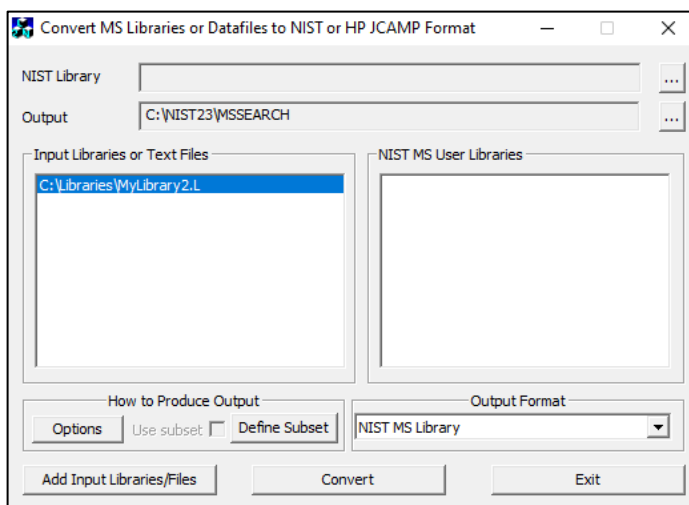 Convert MS Libraries or Datafiles to NIST or HP JCAMP Format
NIST Library
...
Output
C:\NIST23\MSSEARCH
...
Input Libraries or Text Files
NIST MS User Libraries
C:\Libraries\MyLibrary2.L
How to Produce Output
Output Format
Options
Use subset
Define Subset
NIST MS Library
Add Input Libraries/Files
Convert
Exit